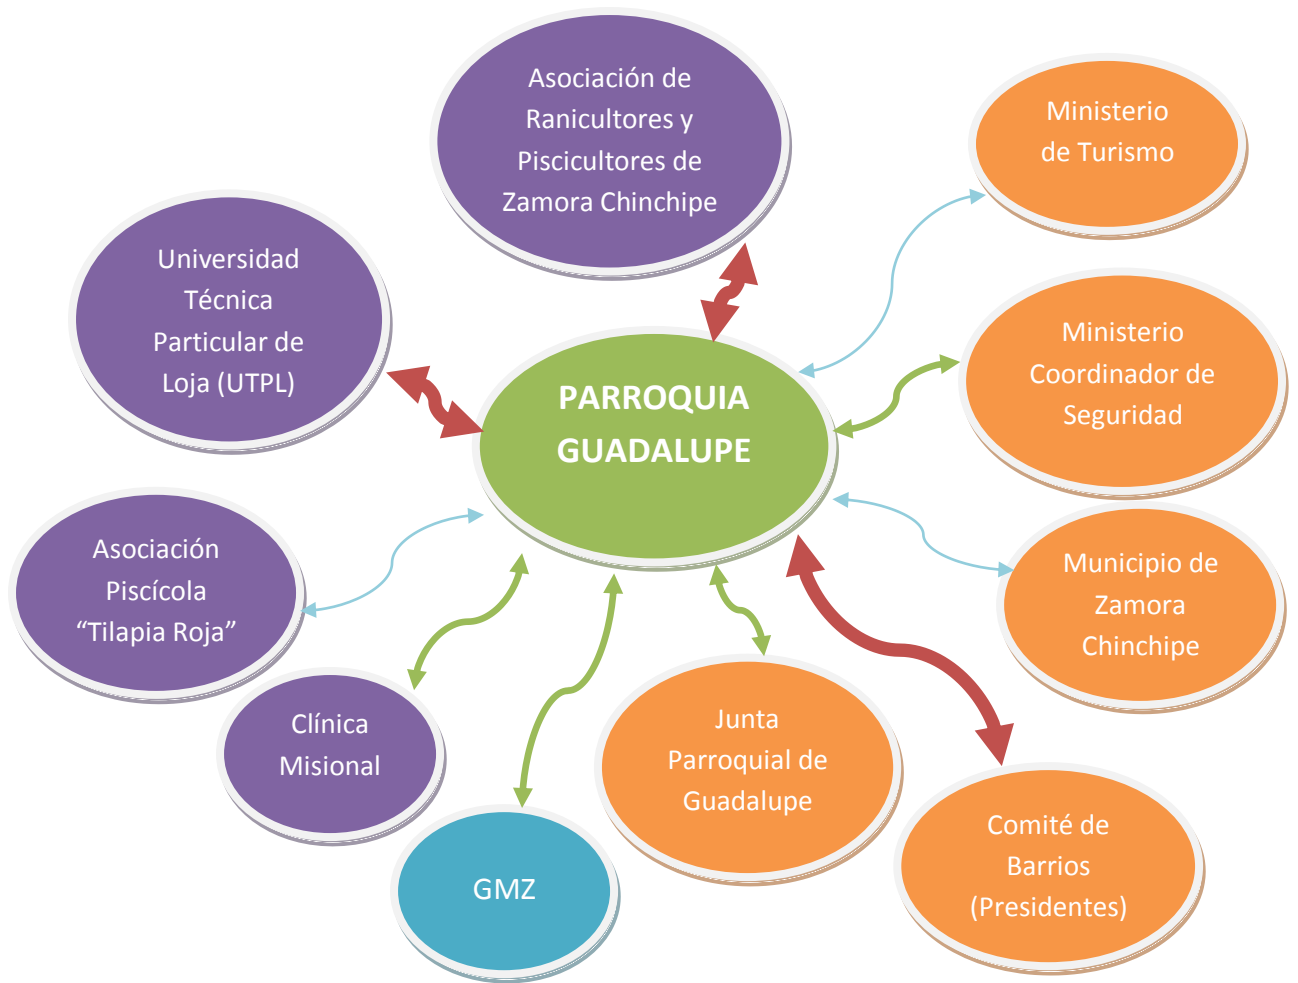 Asociación de
Ranicultores y
Piscicultores de
Zamora Chinchipe
Ministerio
de Turismo
Universidad
Técnica
Particular de
Loja (UTPL)
Ministerio
Coordinador de
Seguridad
PARROQUIA
GUADALUPE
Asociación
Piscícola
“Tilapia Roja”
Municipio de
Zamora
Chinchipe
Clínica
Misional
Junta
Parroquial de
Guadalupe
GMZ
Comité de
Barrios
(Presidentes)